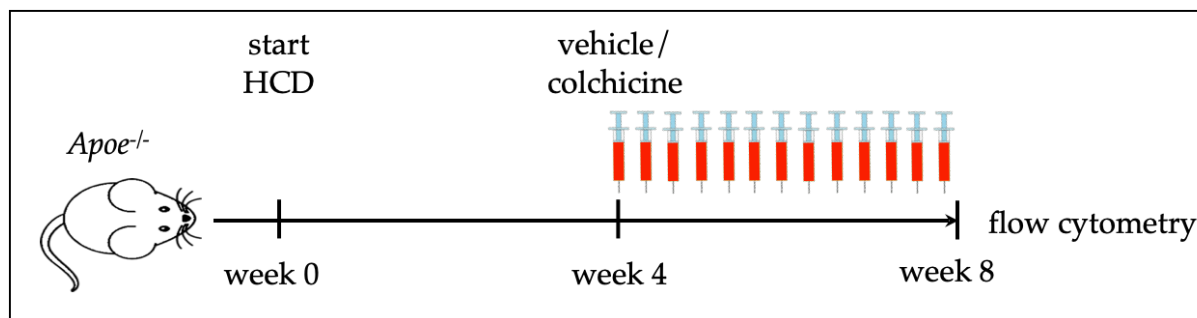 start
HCD
vehicle/
colchicine
Apoe-/-
flow cytometry
week 0
week 4
week 8